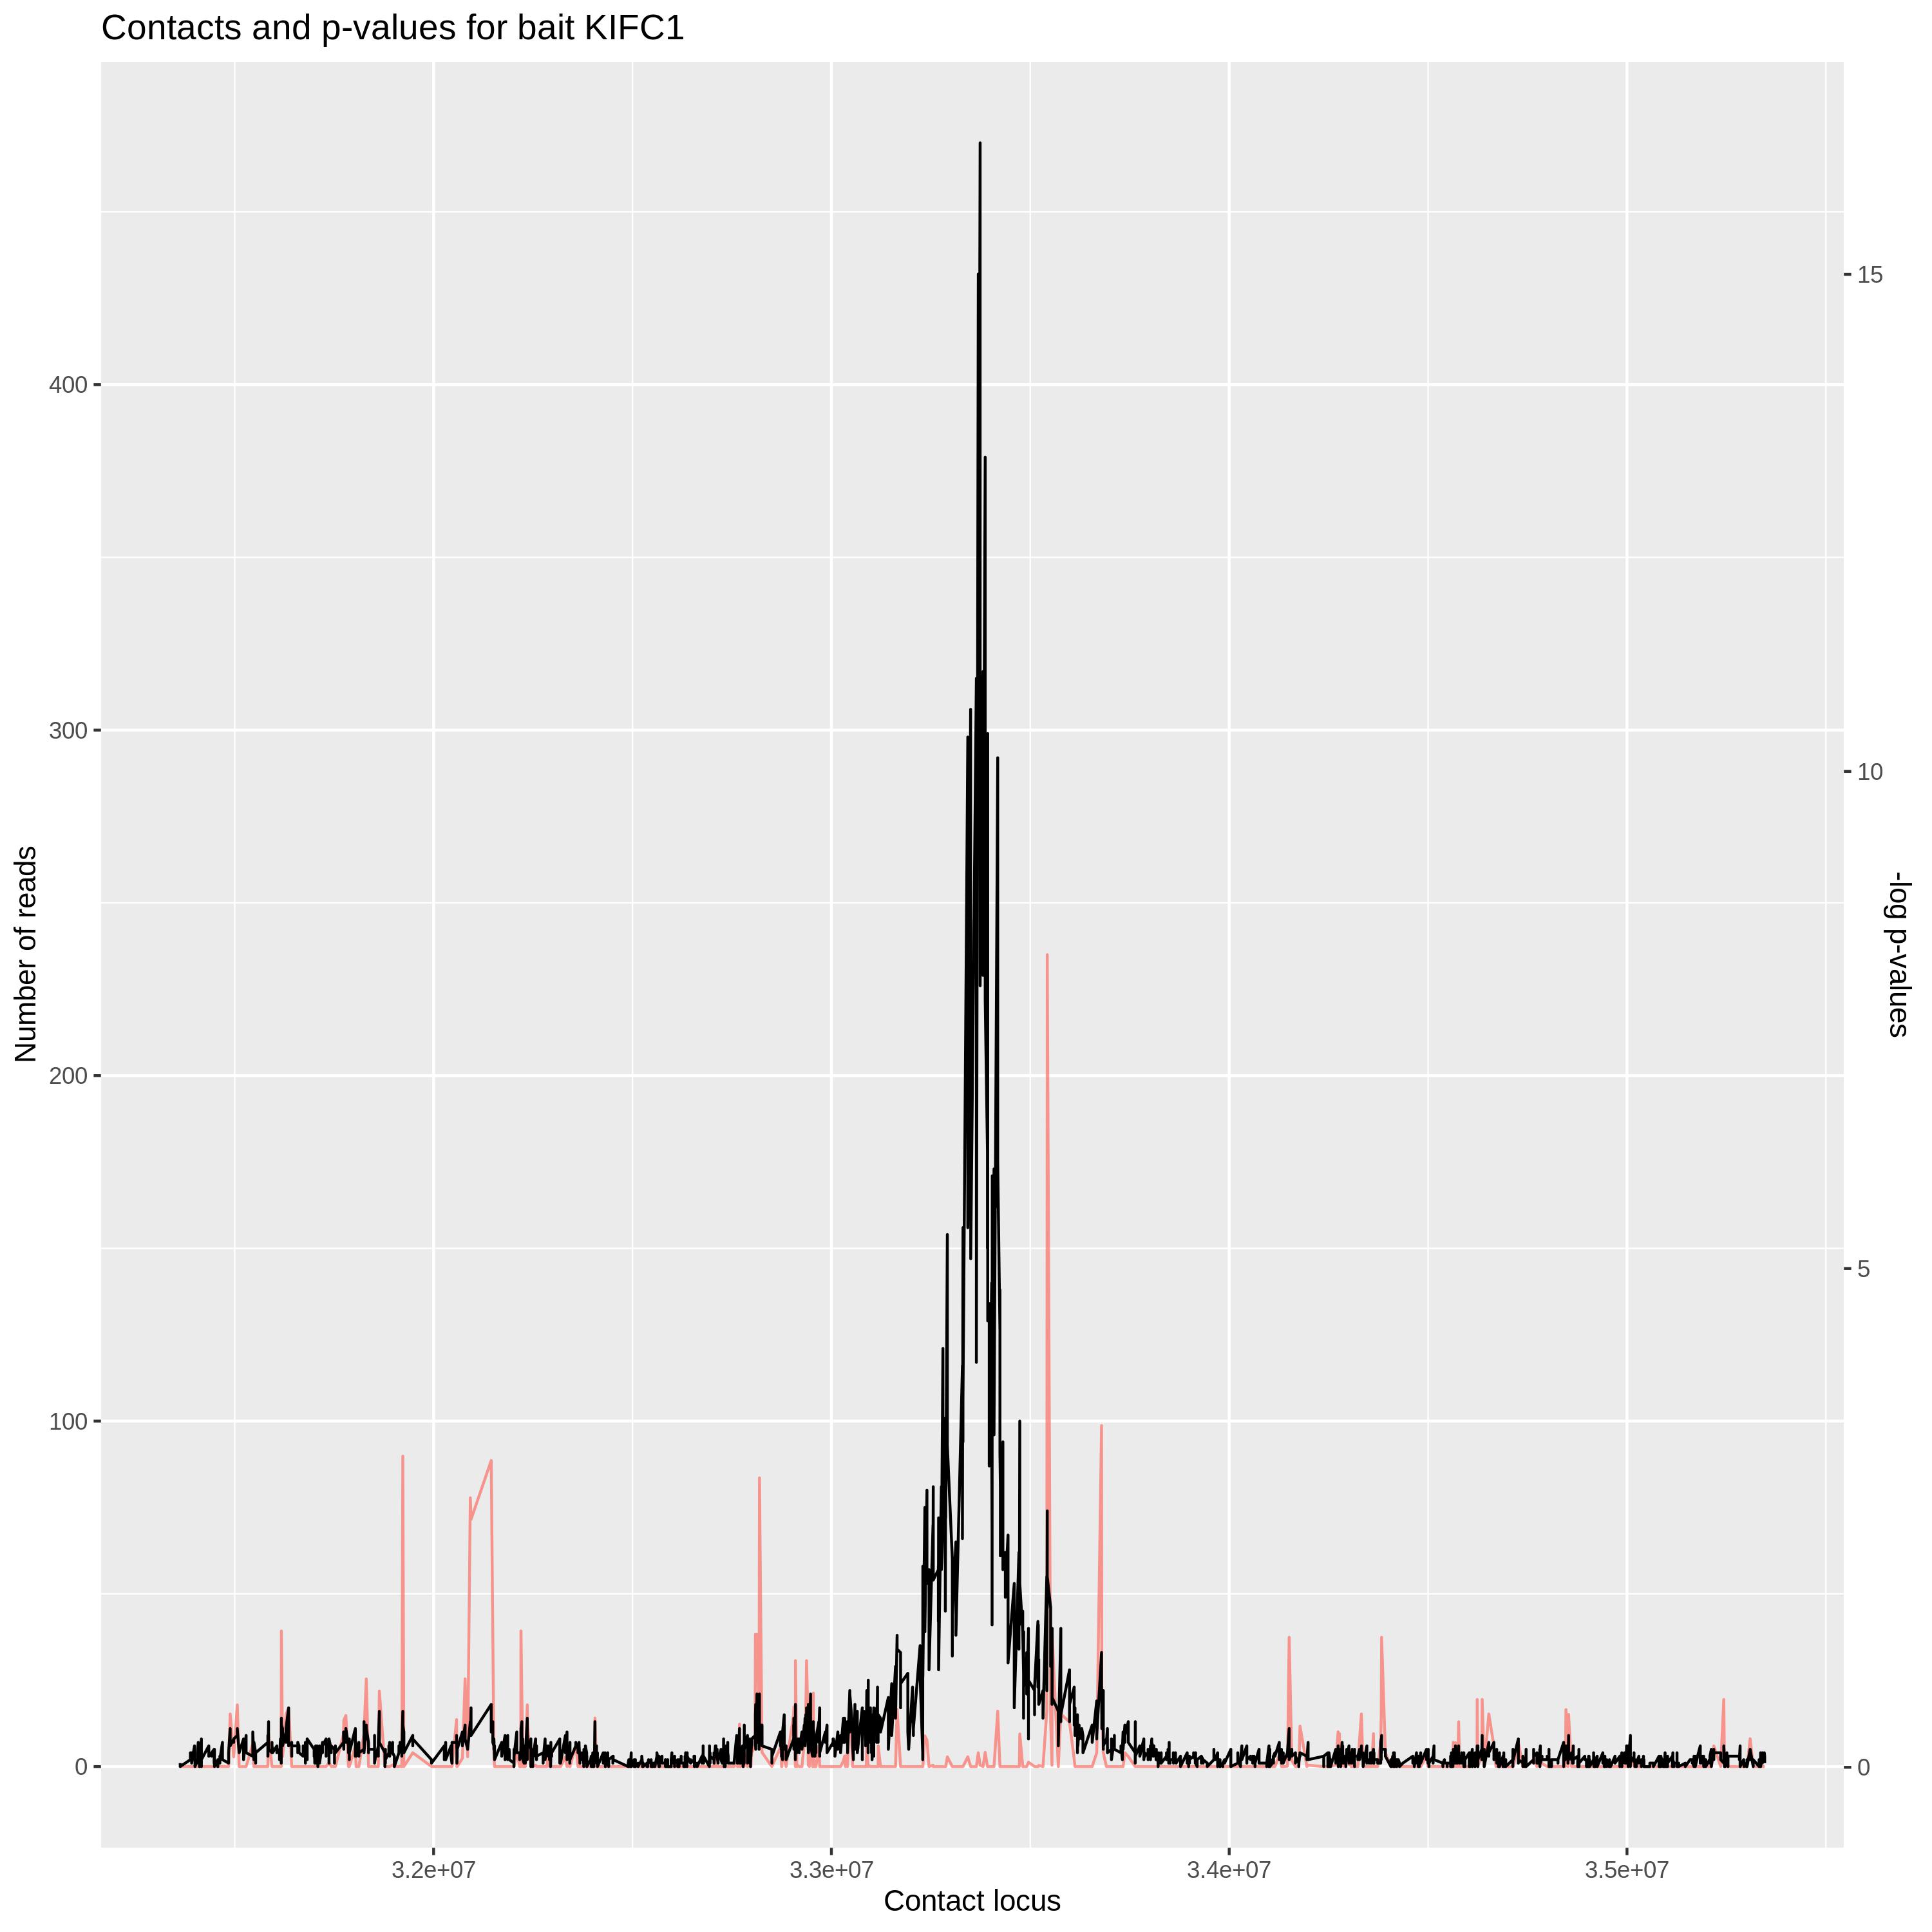 Contacts and p-values for bait KIFC1
Number of reads
400
300
200
100
0
15
10
5
0
-log p-values
3.2e+07
3.3e+07
3.4e+07
3.5e+07
Contact locus